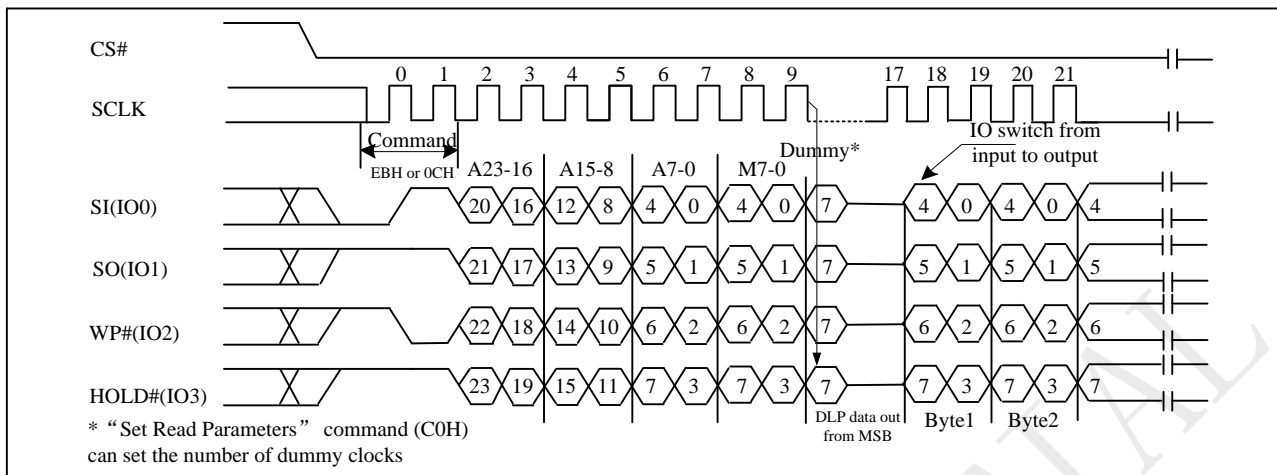 CS#
0 1 2 3 4 5 6 7 8 9 17 18 19 20 21
SCLK
Command
EBH or 0CH
A23-16 A15-8 A7-0 M7-0
Dummy*
IO switch from
input to output
SI(IO0) 20 16 12 8 4 0 4 0 7 4 0 4 0 4
SO(IO1) 21 17 13 9 5 1 5 1 7 5 1 5 1 5
WP#(IO2) 22 18 14 10 6 2 6 2 7 6 2 6 2 6
HOLD#(IO3) 23 19 15 11 7 3 7 3 7 7 3 7 3 7
DLP data out
from MSB
Byte1 Byte2
* “Set Read Parameters” command (C0H)
can set the number of dummy clocks